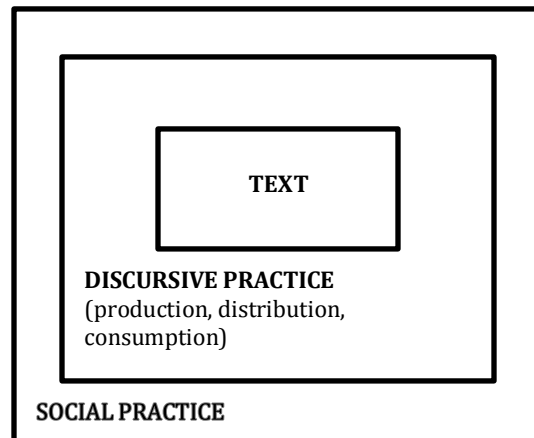 TEXT
DISCURSIVE PRACTICE
(production, distribution,
consumption)
SOCIAL PRACTICE